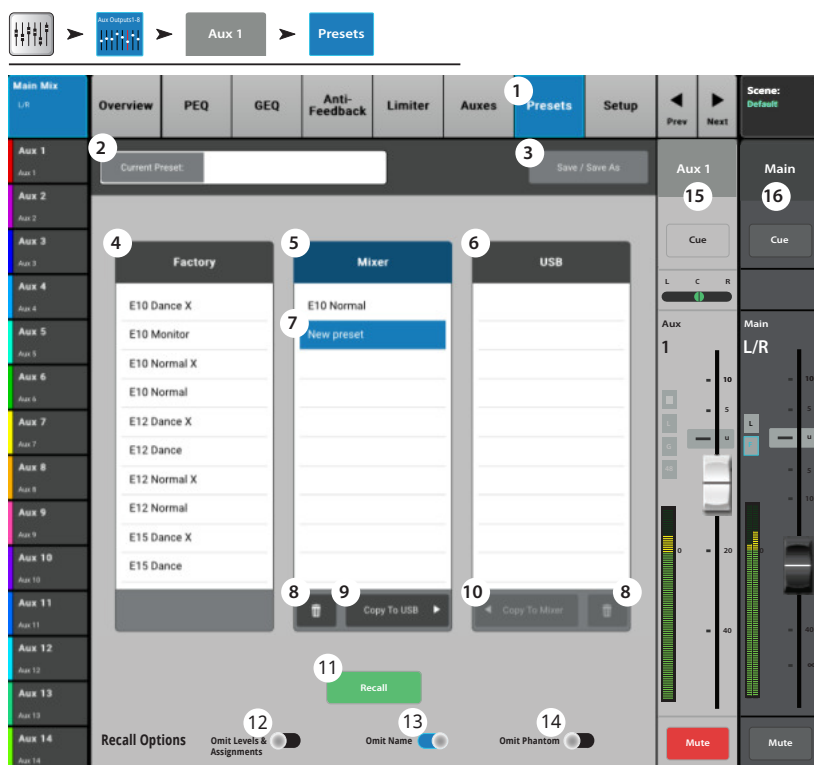 Aux Outputs1-8
Aux 1
Presets
Main Mix
L/R
Overview
PEQ
GEQ
Anti-
Feedback
Limiter
Auxes
1
Presets
Setup
Prev
Next
Scene:
Default
Aux 1
Aux 1
Aux 2
Aux 2
Aux 3
Aux 3
Aux 4
Aux 4
Aux 5
Aux 5
Aux 6
Aux 6
Aux 7
Aux 7
Aux 8
Aux 8
Aux 9
Aux 9
Aux 10
Aux 10
Aux 11
Aux 11
Aux 12
Aux 12
Aux 13
Aux 13
Aux 14
Aux 14
2
Current Preset:
3
Save / Save As
4
Factory
E10 Dance X
E10 Monitor
E10 Normal X
E10 Normal
E12 Dance X
E12 Dance
E12 Normal X
E12 Normal
E15 Dance X
E15 Dance
5
Mixer
E10 Normal
7
New preset
8
9
Copy To USB
6
USB
10
Copy To Mixer
8
11
Recall
Recall Options
12
Omit Levels &
Assignments
13
Omit Name
14
Omit Phantom
Aux 1
15
Cue
L C R
Aux
1
10
5
U
L
G
48
0
20
40
Mute
Main
16
Cue
Main
L/R
10
5
U
L
5
10
0
20
40
∞
Mute